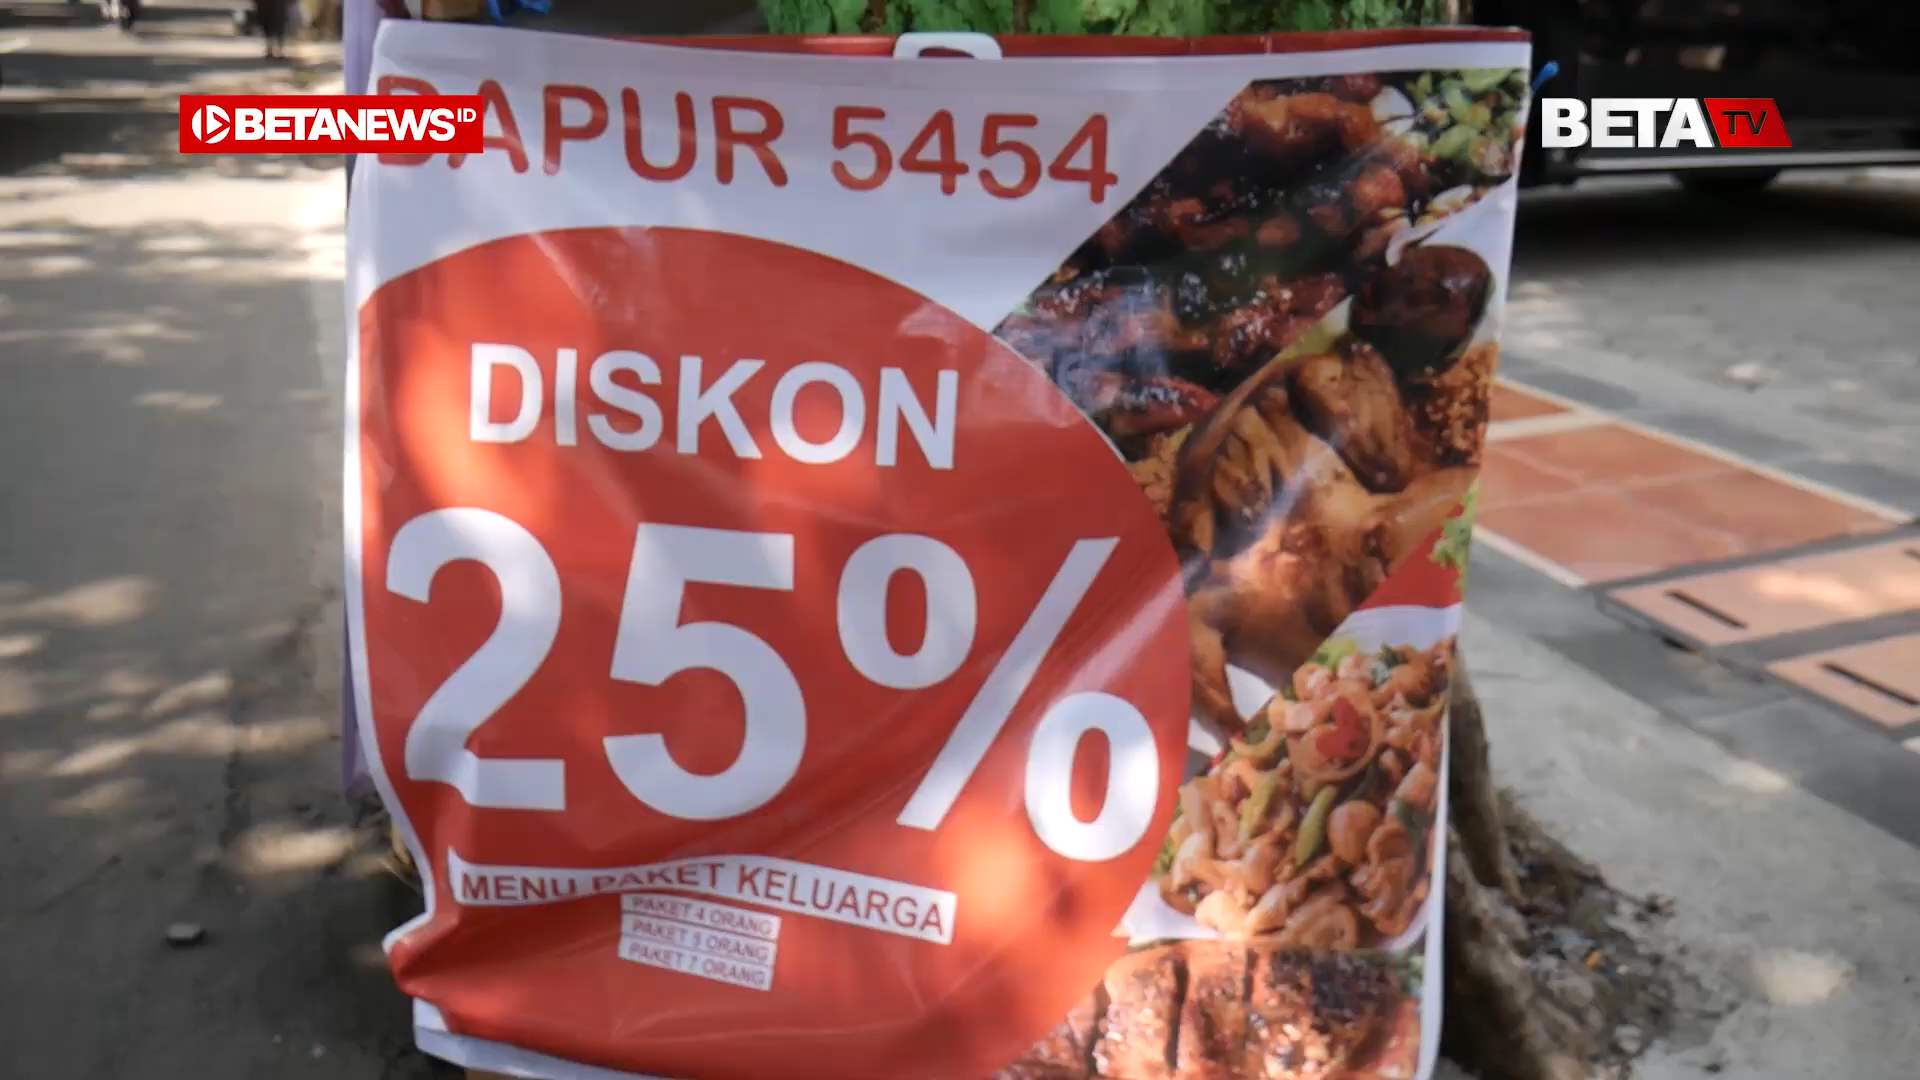 BETANEWS ID
BETA TV
DAPUR 5454
DISKON
25%
MENU PAKET KELUARGA
PAKET 4 ORANG
PAKET 5 ORANG
PAKET 7 ORANG